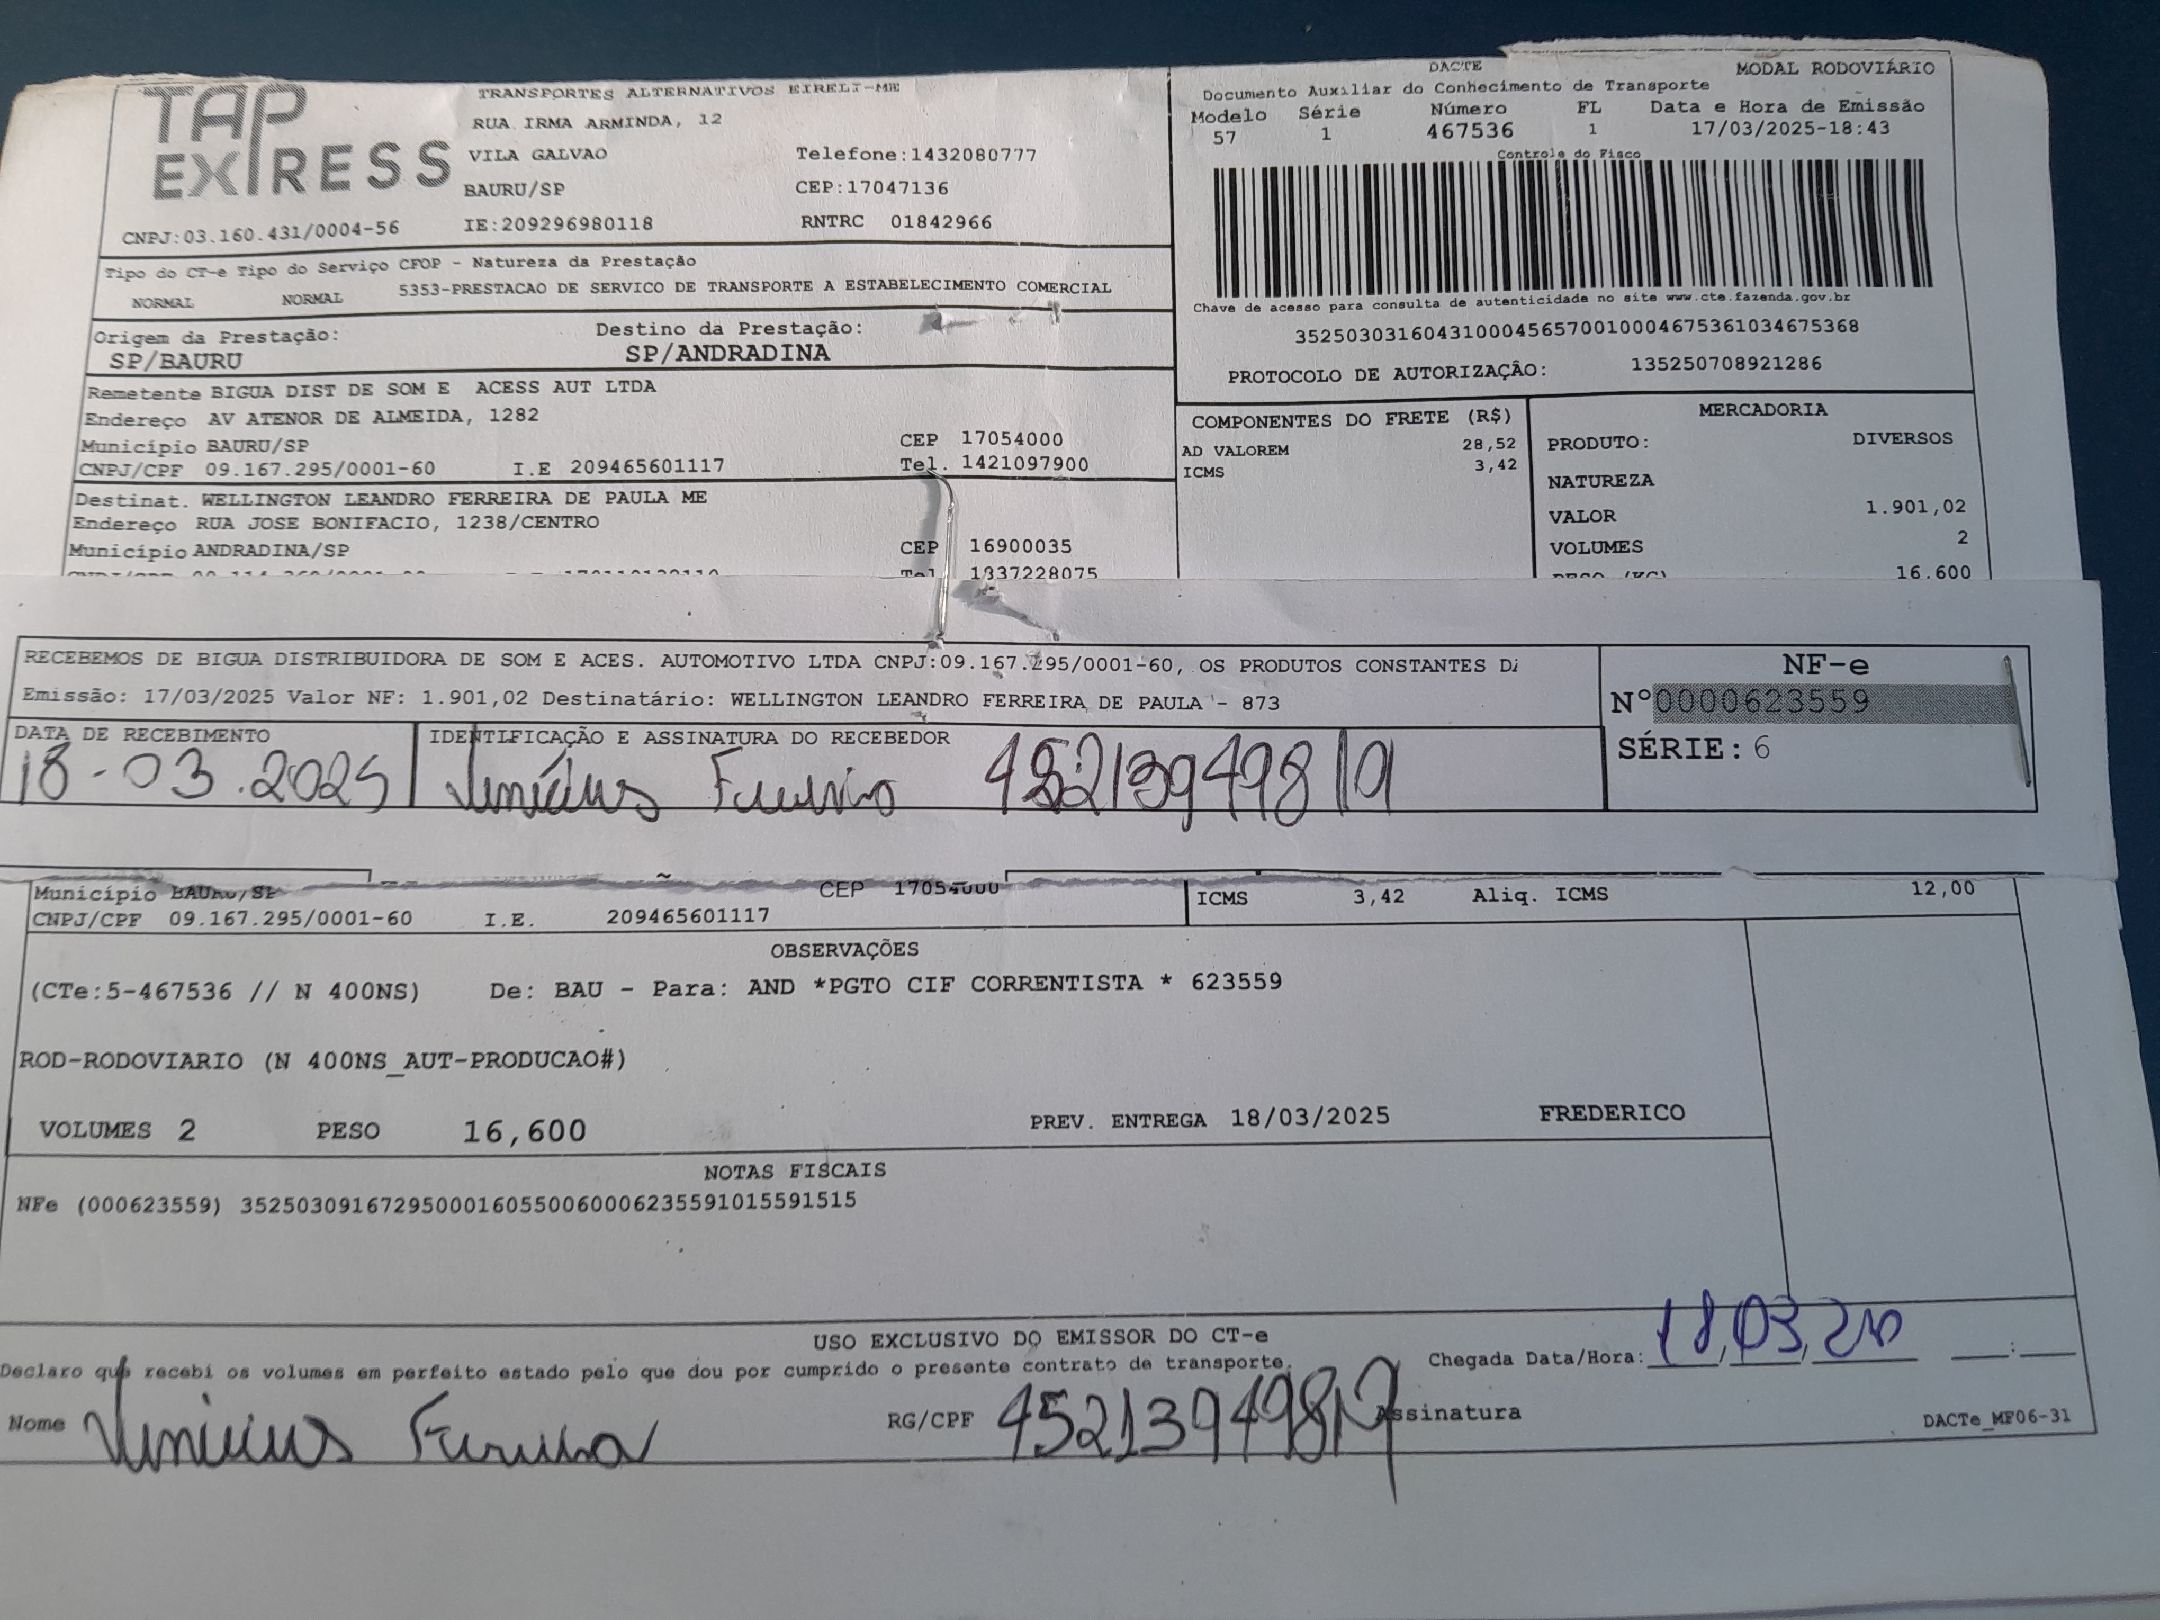 TAP EXPRESS
TRANSPORTES ALTERNATIVOS EIRELI-ME
RUA IRMA ARMINDA, 12
VILA GALVAO Telefone:1432080777
BAURU/SP CEP:17047136
CNPJ:03.160.431/0004-56 IE:209296980118 RNTRC 01842966
Tipo do CT-e Tipo do Serviço CFOP - Natureza da Prestação
NORMAL NORMAL 5353-PRESTACAO DE SERVICO DE TRANSPORTE A ESTABELECIMENTO COMERCIAL
Origem da Prestação: Destino da Prestação:
SP/BAURU SP/ANDRADINA
Remetente BIGUA DIST DE SOM E ACESS AUT LTDA
Endereço AV ATENOR DE ALMEIDA, 1282
Município BAURU/SP CEP 17054000
CNPJ/CPF 09.167.295/0001-60 I.E 209465601117 Tel. 1421097900
Destinat. WELLINGTON LEANDRO FERREIRA DE PAULA ME
Endereço RUA JOSE BONIFACIO, 1238/CENTRO
Município ANDRADINA/SP CEP 16900035
Tel 1837228075
DACTE MODAL RODOVIÁRIO
Documento Auxiliar do Conhecimento de Transporte
Modelo Série Número FL Data e Hora de Emissão
57 1 467536 1 17/03/2025-18:43
Controle do Fisco
Chave de acesso para consulta de autenticidade no site www.cte.fazenda.gov.br
35250303160431000456570010004675361034675368
PROTOCOLO DE AUTORIZAÇÃO: 135250708921286
COMPONENTES DO FRETE (R$)
AD VALOREM 28,52
ICMS 3,42
MERCADORIA
PRODUTO: DIVERSOS
NATUREZA
VALOR 1.901,02
VOLUMES 2
PESO (KG) 16,600
RECEBEMOS DE BIGUA DISTRIBUIDORA DE SOM E ACES. AUTOMOTIVO LTDA CNPJ:09.167.295/0001-60, OS PRODUTOS CONSTANTES
Emissão: 17/03/2025 Valor NF: 1.901,02 Destinatário: WELLINGTON LEANDRO FERREIRA DE PAULA - 873
DATA DE RECEBIMENTO IDENTIFICAÇÃO E ASSINATURA DO RECEBEDOR
18-03.2025 Vinícius
NF-e
N°0000623559
SÉRIE: 6
Município BAURU/SP CEP 17054000
CNPJ/CPF 09.167.295/0001-60 I.E. 209465601117
ICMS 3,42 Aliq. ICMS 12,00
OBSERVAÇÕES
(CTe:5-467536 // N 400NS) De: BAU - Para: AND *PGTO CIF CORRENTISTA * 623559
ROD-RODOVIARIO (N 400NS_AUT-PRODUCAO#)
VOLUMES 2 PESO 16,600 PREV. ENTREGA 18/03/2025 FREDERICO
NOTAS FISCAIS
NFe (000623559) 35250309167295000160550060006235591015591515
USO EXCLUSIVO DO EMISSOR DO CT-e
Declaro que recebi os volumes em perfeito estado pelo que dou por cumprido o presente contrato de transporte.
Chegada Data/Hora: 18,03,
Nome Vinicius RG/CPF Assinatura
DACTe_MF06-31